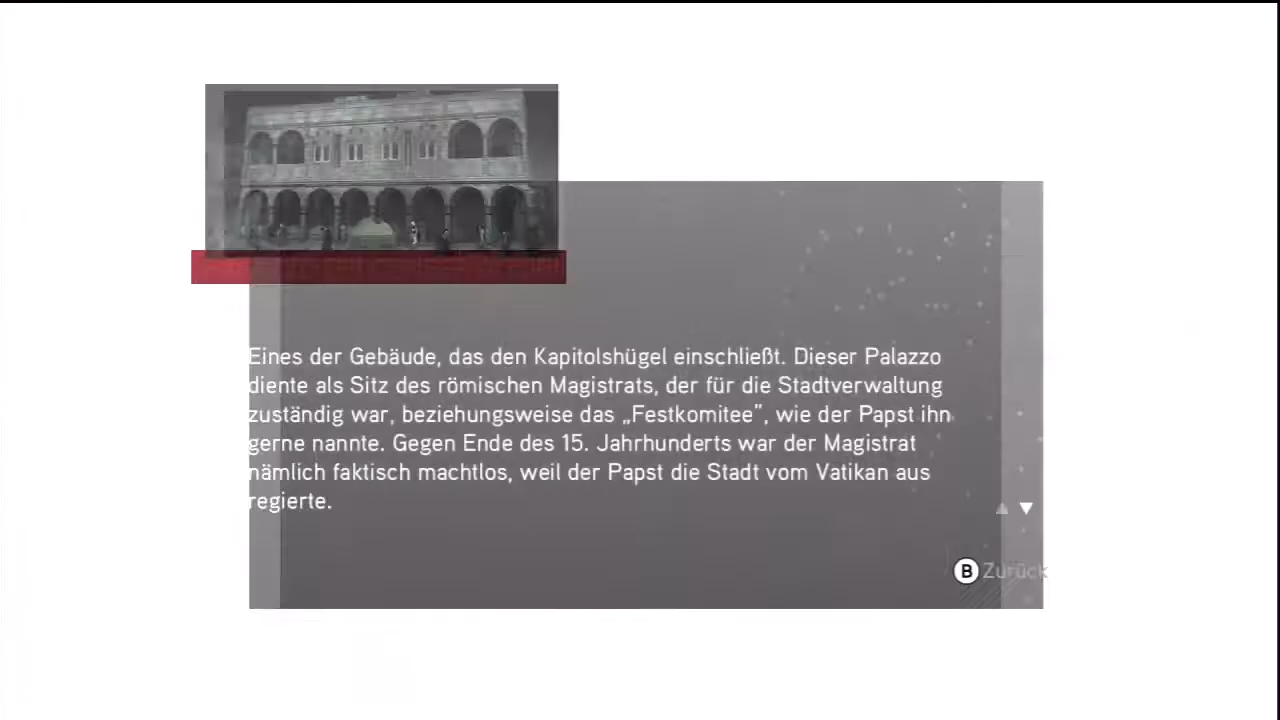 Eines der Gebäude, das den Kapitolshügel einschließt. Dieser Palazzo
diente als Sitz des römischen Magistrats, der für die Stadtverwaltung
zuständig war, beziehungsweise das „Festkomitee”, wie der Papst ihn
gerne nannte. Gegen Ende des 15. Jahrhunderts war der Magistrat
nämlich faktisch machtlos, weil der Papst die Stadt vom Vatikan aus
regierte.
B Zurück